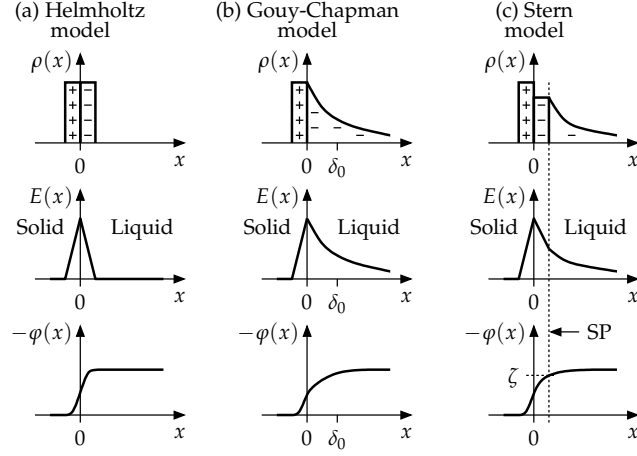 (a) Helmholtz model
(b) Gouy-Chapman model
(c) Stern model
ρ(x)
+ −
+ −
+ −
+ −
0
x
ρ(x)
+
+ −
+ −
+ −
0
δ0
x
ρ(x)
+
+ −
+ −
+ − −
0
x
E(x)
Solid
Liquid
0
x
E(x)
Solid
Liquid
0
δ0
x
E(x)
Solid
Liquid
0
x
−φ(x)
0
x
−φ(x)
0
δ0
x
−φ(x)
SP
ζ
0
x